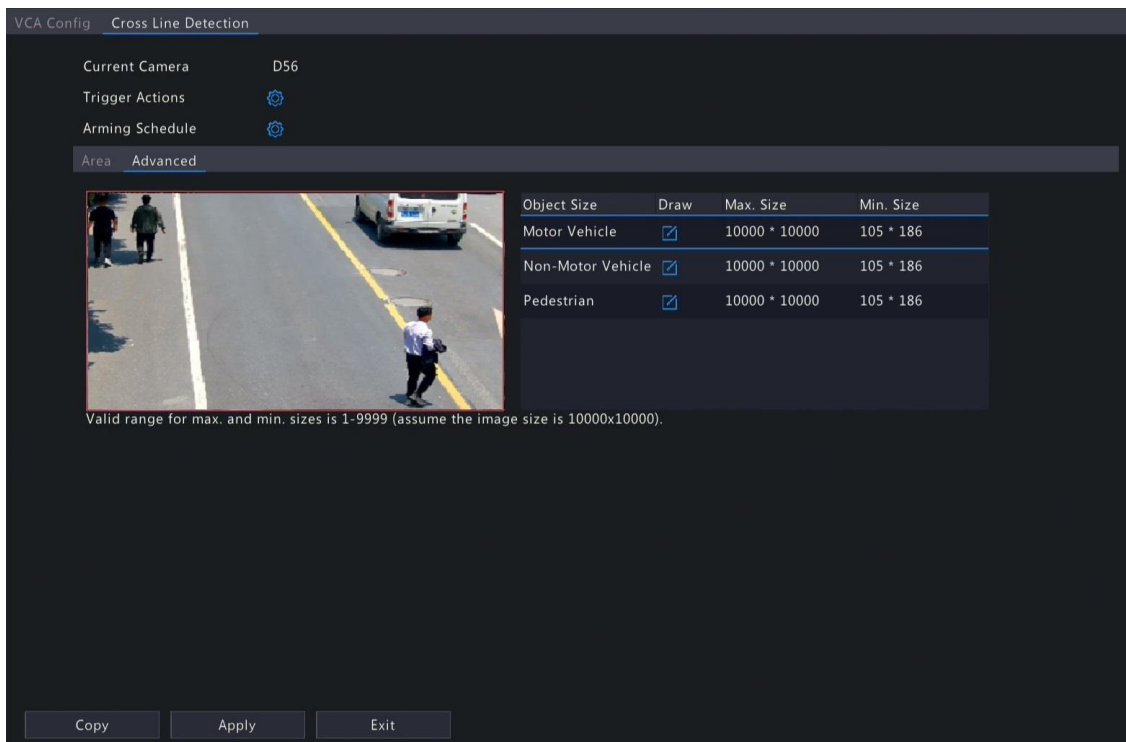 VCA Config Cross Line Detection
Current Camera D56
Trigger Actions
Arming Schedule
Area Advanced
Object Size Draw Max. Size Min. Size
Motor Vehicle 10000 * 10000 105 * 186
Non-Motor Vehicle 10000 * 10000 105 * 186
Pedestrian 10000 * 10000 105 * 186
Valid range for max. and min. sizes is 1-9999 (assume the image size is 10000x10000).
Copy Apply Exit